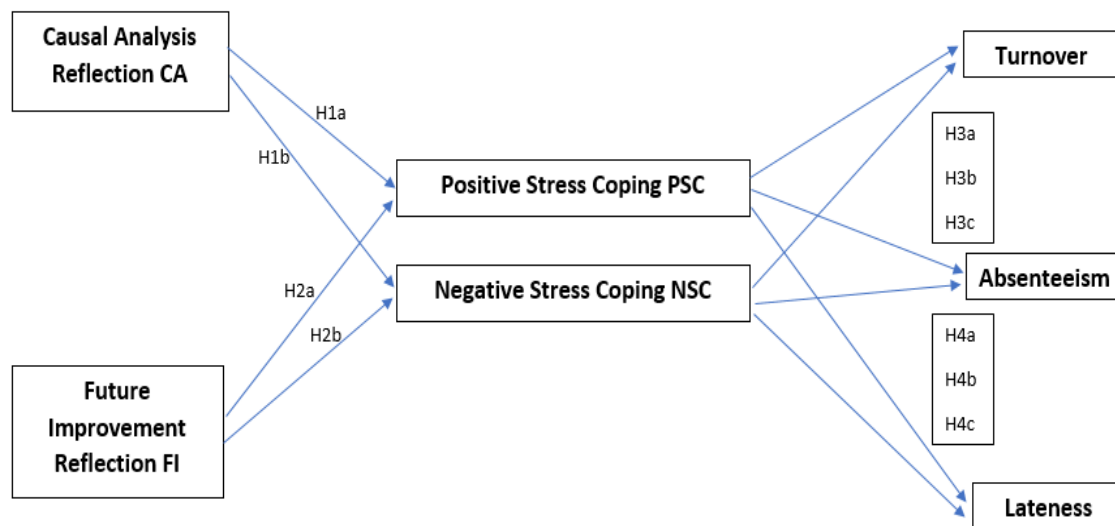 Causal Analysis
Reflection CA
Turnover
H1a
H3a
H1b
H3b
Positive Stress Coping PSC
H3c
Absenteeism
Negative Stress Coping NSC
H2a
H2b
H4a
H4b
H4c
Future
Improvement
Reflection FI
Lateness